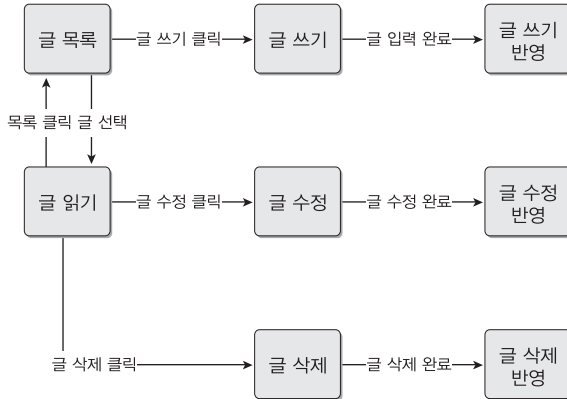 글 목록
글 쓰기 클릭
글 쓰기
글 입력 완료
글 쓰기
반영
목록 클릭
글 선택
글 읽기
글 수정 클릭
글 수정
글 수정 완료
글 수정
반영
글 삭제 클릭
글 삭제
글 삭제 완료
글 삭제
반영